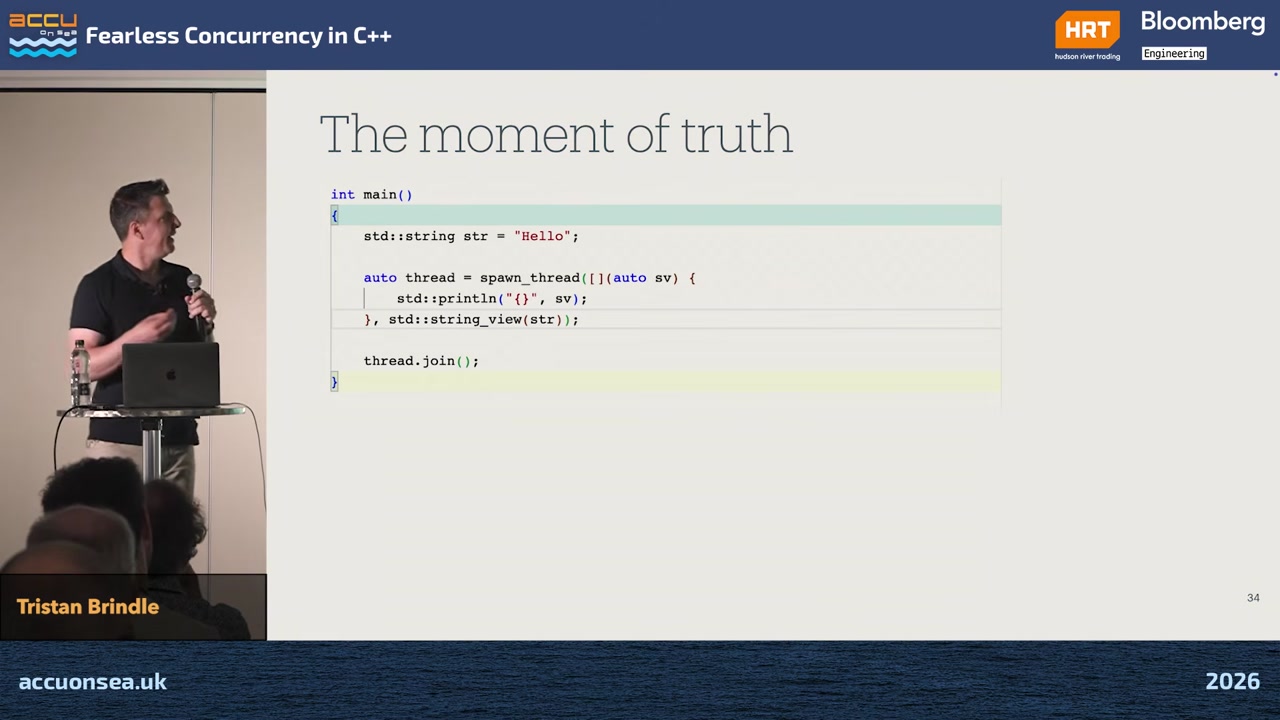 accu
on sea
Fearless Concurrency in C++
HRT
hudson river trading
Bloomberg
Engineering
The moment of truth
int main()
{
    std::string str = "Hello";
    auto thread = spawn_thread([](auto sv) {
        std::println("{}", sv);
    }, std::string_view(str));
    thread.join();
}
34
Tristan Brindle
accuonsea.uk
2026